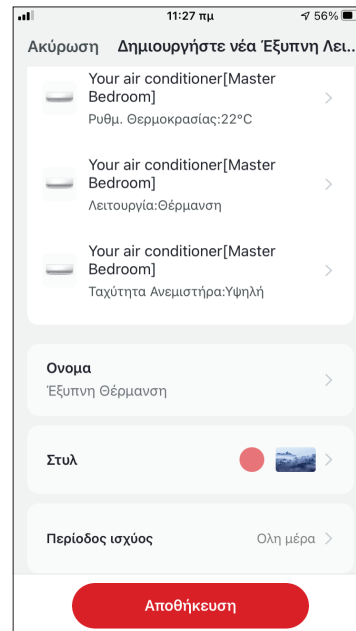 11:27 πμ
56%
Ακύρωση Δημιουργήστε νέα Έξυπνη Λει..
Your air conditioner[Master
Bedroom]
Ρυθμ. Θερμοκρασίας:22°C
Your air conditioner[Master
Bedroom]
Λειτουργία:Θέρμανση
Your air conditioner[Master
Bedroom]
Ταχύτητα Ανεμιστήρα:Υψηλή
Ονομα
Έξυπνη Θέρμανση
Στυλ
Περίοδος ισχύος Ολη μέρα
Αποθήκευση